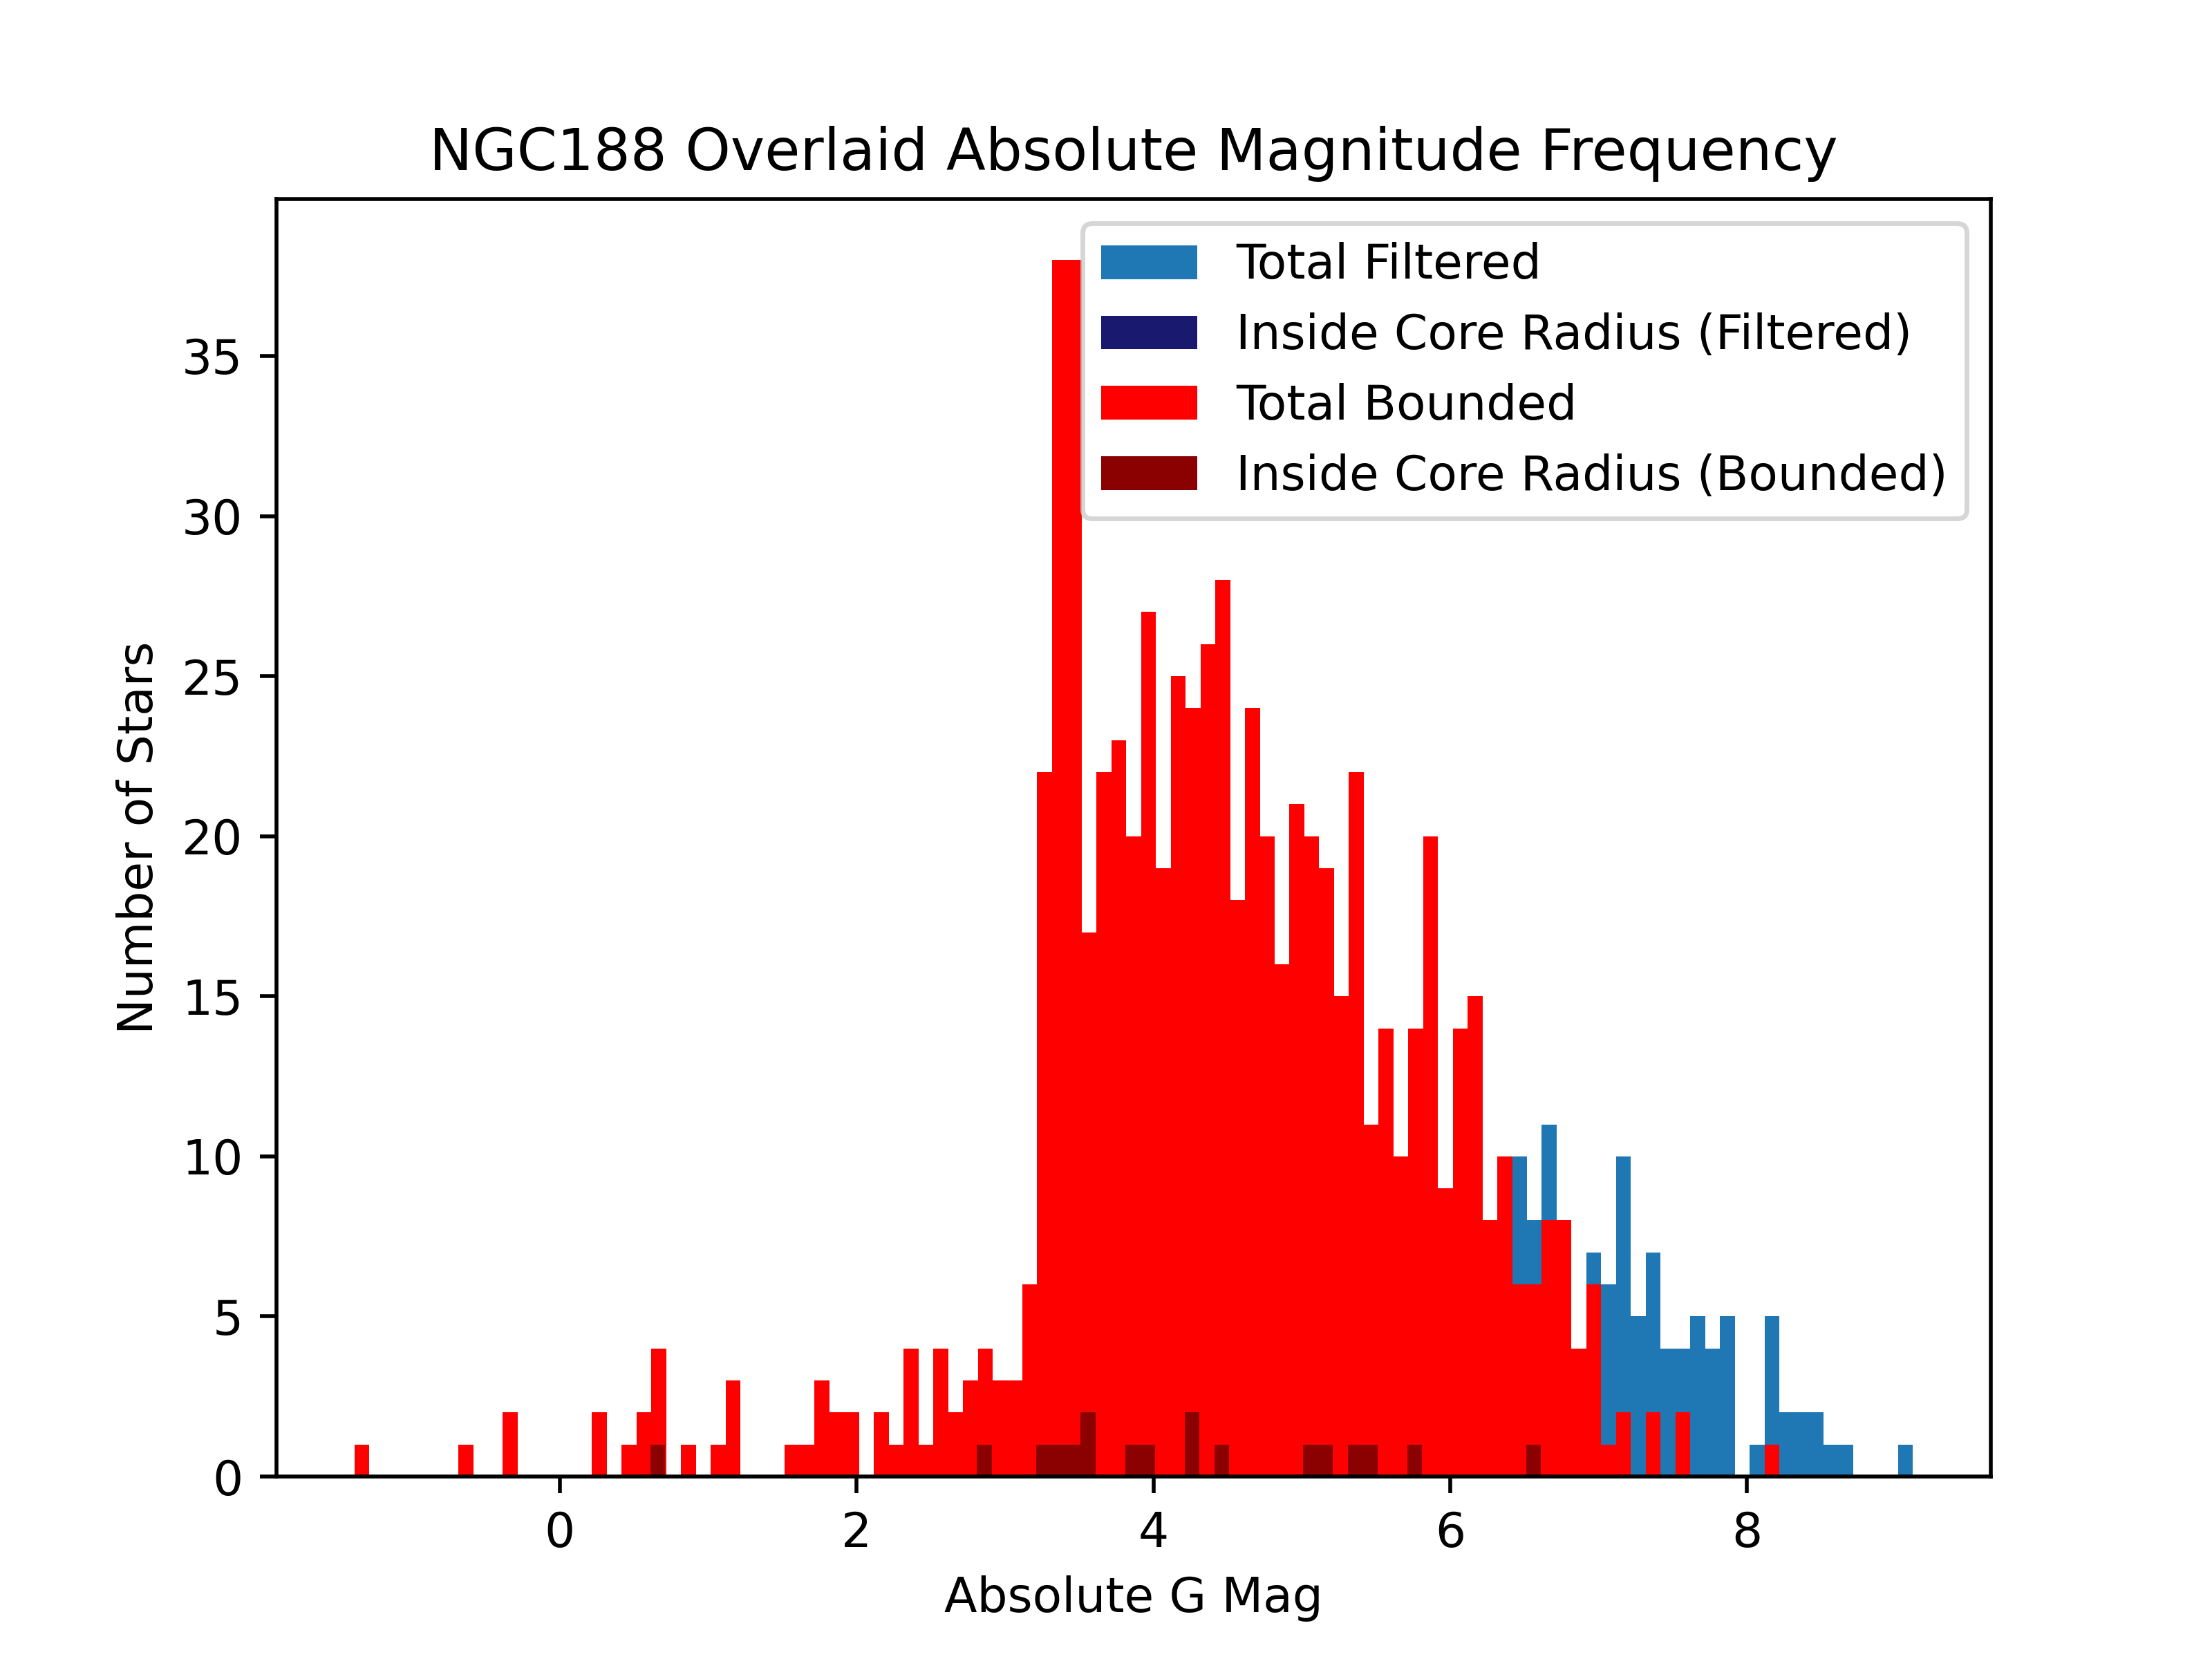 NGC188 Overlaid Absolute Magnitude Frequency
Total Filtered
Inside Core Radius (Filtered)
Total Bounded
Inside Core Radius (Bounded)
Number of Stars
35
30
25
20
15
10
5
0
0 2 4 6 8
Absolute G Mag